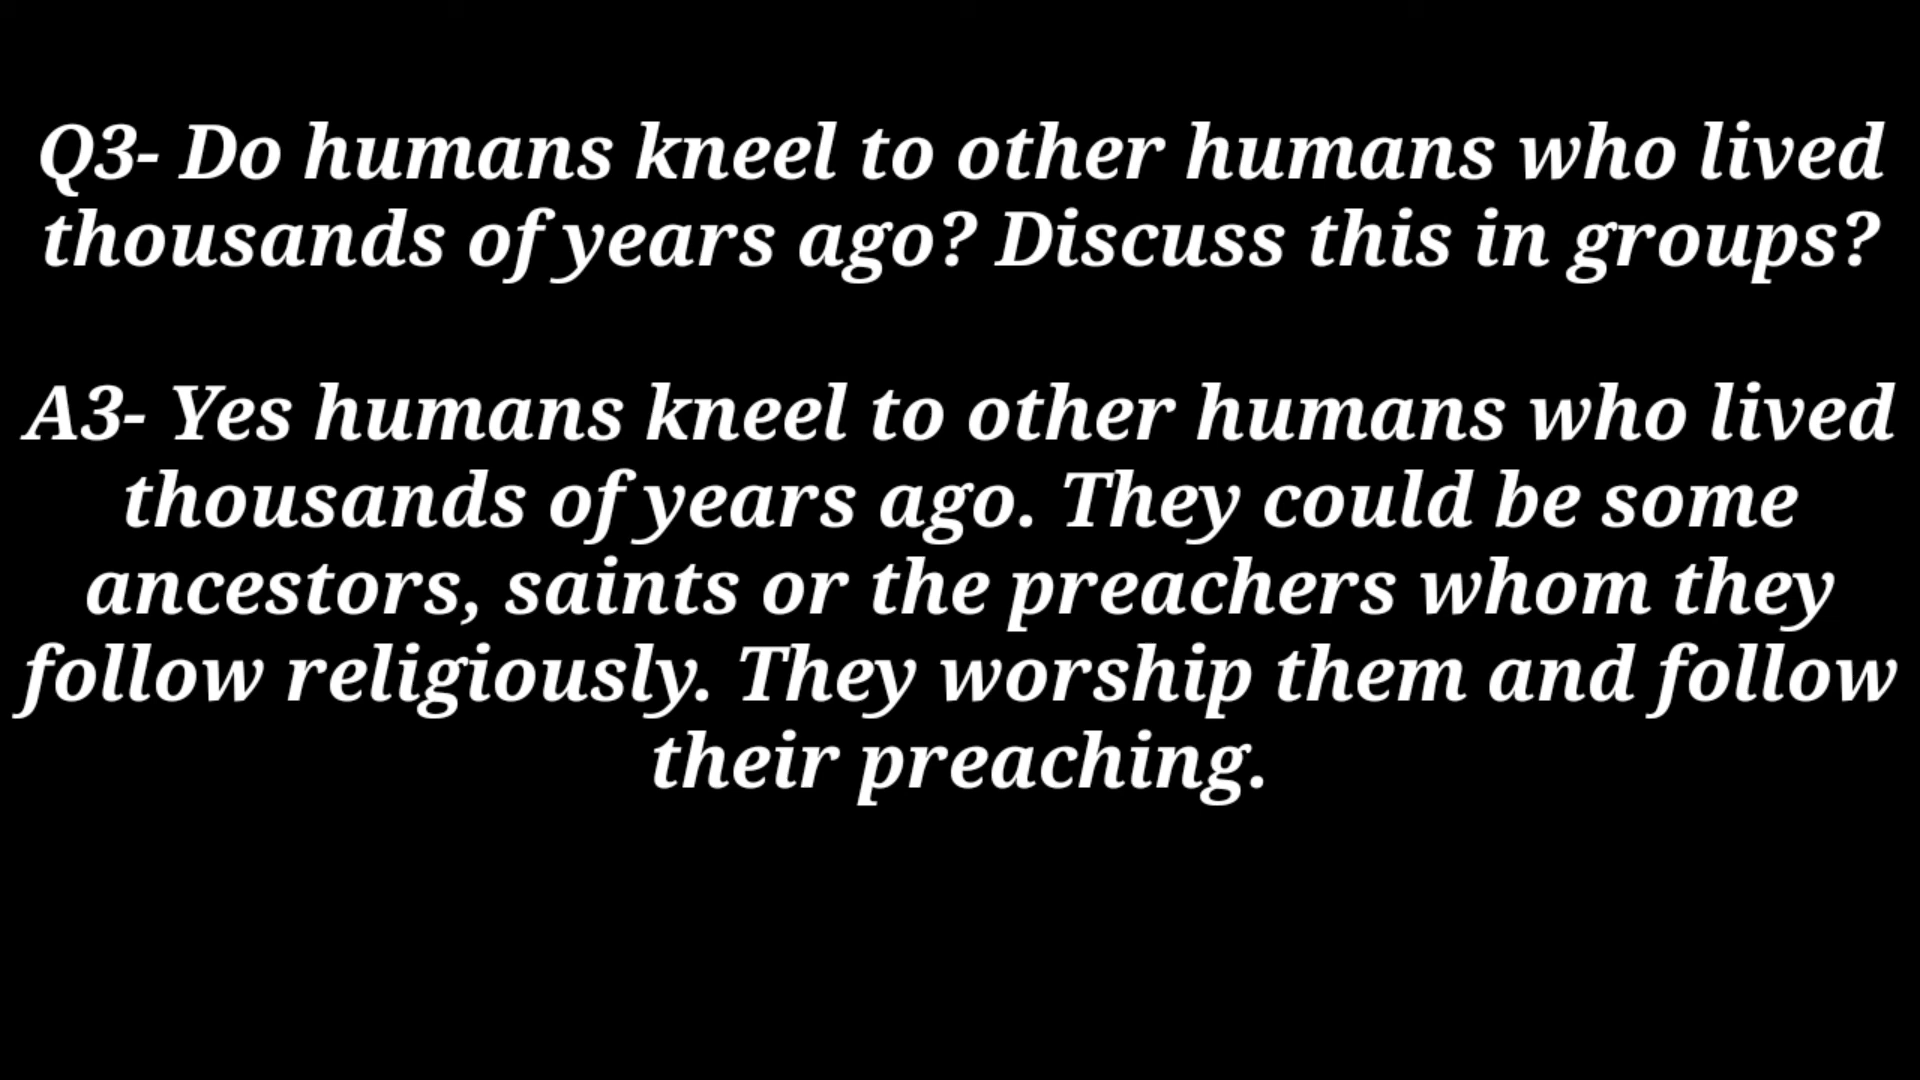 Q3- Do humans kneel to other humans who lived
thousands of years ago? Discuss this in groups?
A3- Yes humans kneel to other humans who lived
thousands of years ago. They could be some
ancestors, saints or the preachers whom they
follow religiously. They worship them and follow
their preaching.